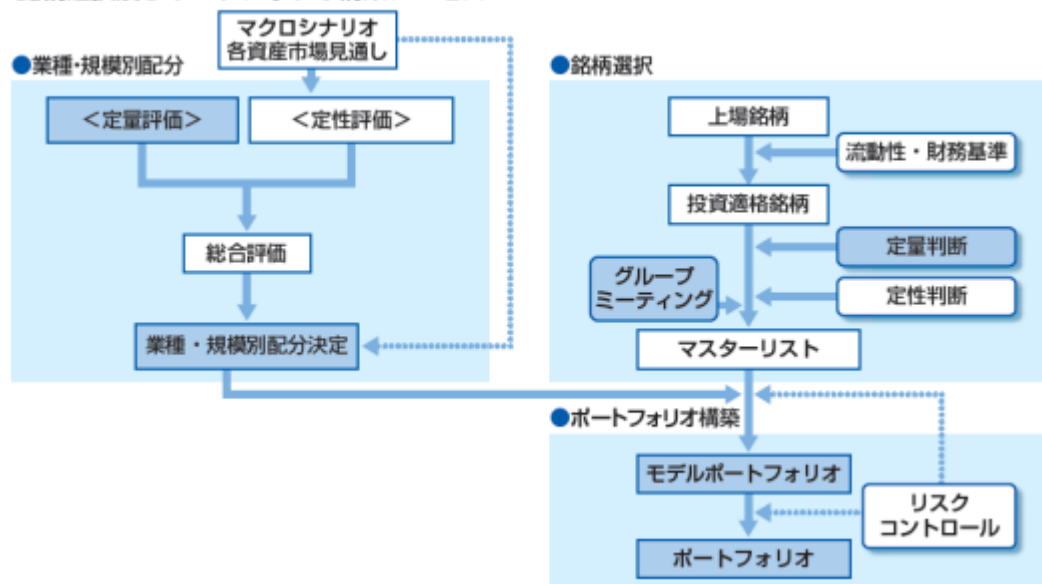 マクロシナリオ
各資産市場見通し
●業種・規模別配分
＜定量評価＞
＜定性評価＞
総合評価
業種・規模別配分決定
●銘柄選択
上場銘柄
流動性・財務基準
投資適格銘柄
定量判断
グループ
ミーティング
定性判断
マスターリスト
●ポートフォリオ構築
モデルポートフォリオ
リスク
コントロール
ポートフォリオ